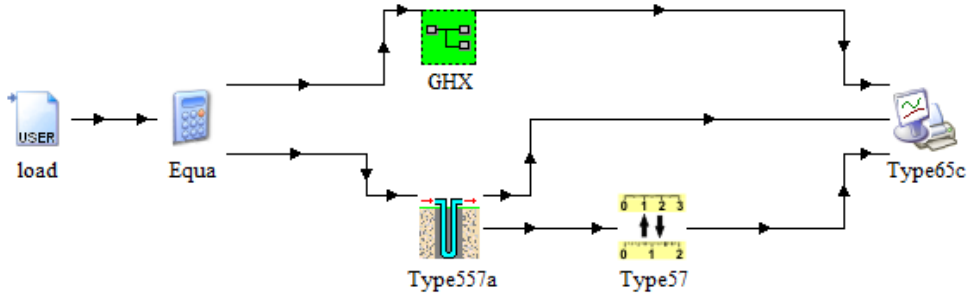 GHX
USER
load
Equa
Type65c
0 1 2 3
0 1 2
Type557a
Type57